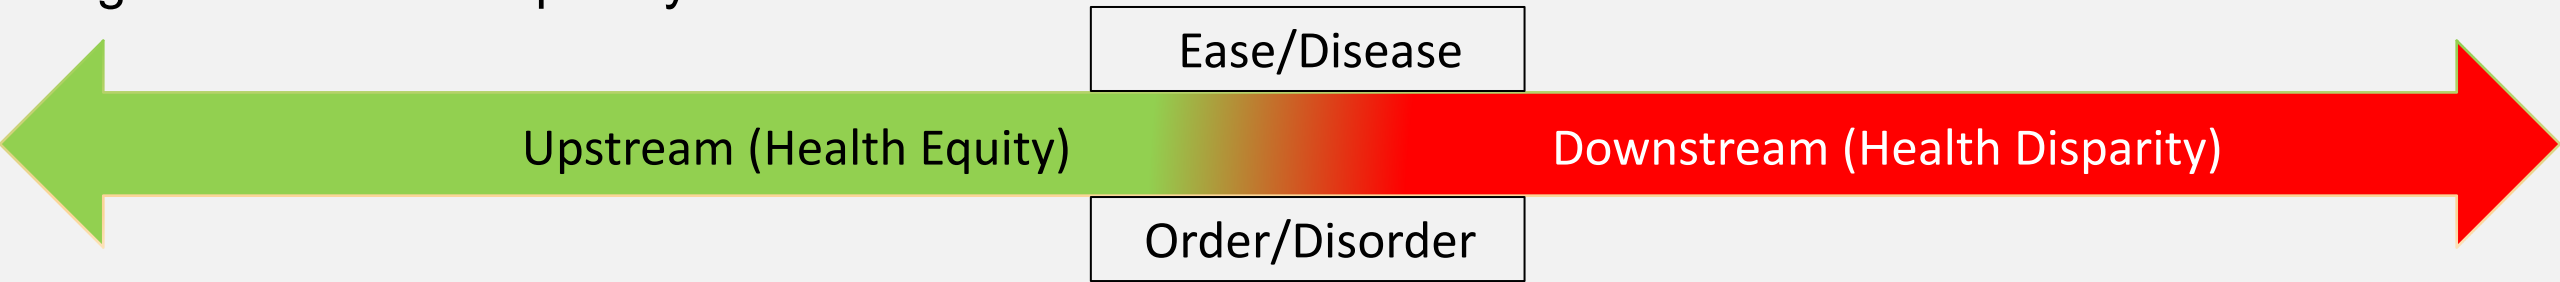 Ease/Disease
Upstream (Health Equity)
Downstream (Health Disparity)
Order/Disorder